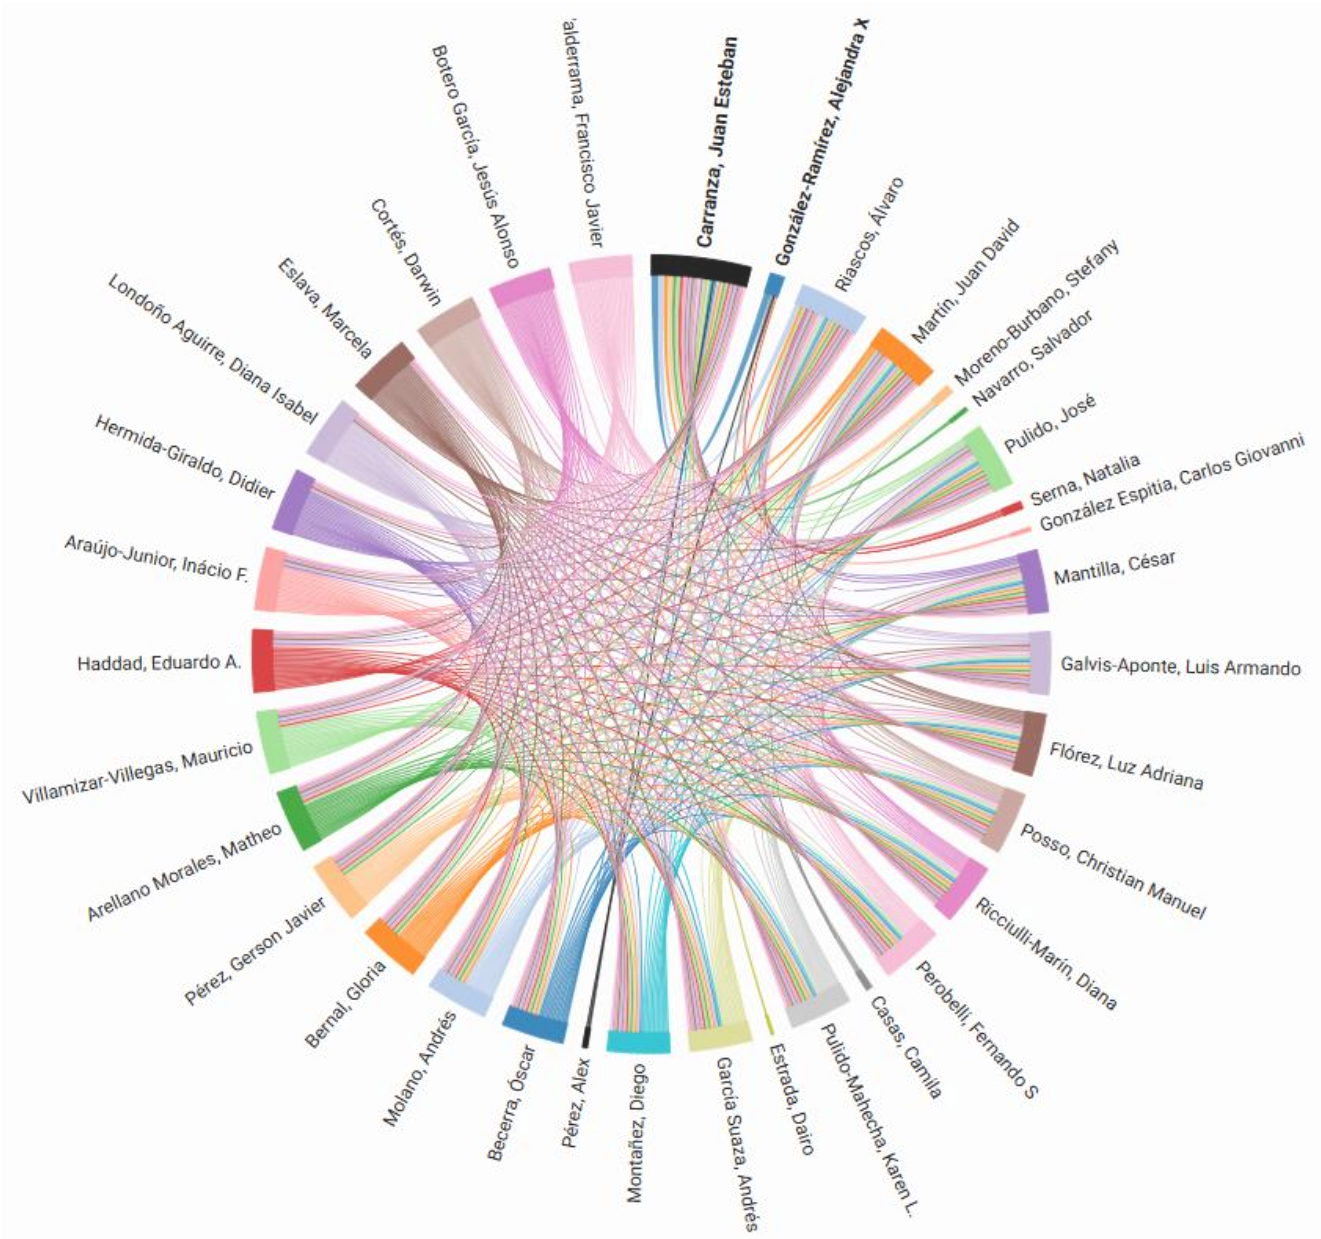 Carranza, Juan Esteban
González-Ramírez, Alejandra X
Riascos, Álvaro
Martín, Juan David
Moreno-Burbano, Stefany
Navarro, Salvador
Pulido, José
Serna, Natalia
González Espitia, Carlos Giovanni
Mantilla, César
Galvis-Aponte, Luis Armando
Flórez, Luz Adriana
Posso, Christian Manuel
Ricciulli-Marín, Diana
Perobelli, Fernando S
Casas, Camila
Pulido-Mahecha, Karen L.
Estrada, Dairo
García Suaza, Andrés
Montañez, Diego
Pérez, Alex
Becerra, Óscar
Molano, Andrés
Bernal, Gloria
Pérez, Gerson Javier
Arellano Morales, Matheo
Villamizar-Villegas, Mauricio
Haddad, Eduardo A.
Araújo-Junior, Inácio F.
Hermida-Giraldo, Didier
Londoño Aguirre, Diana Isabel
Eslava, Marcela
Cortés, Darwin
Botero García, Jesús Alonso
'alderrama, Francisco Javier